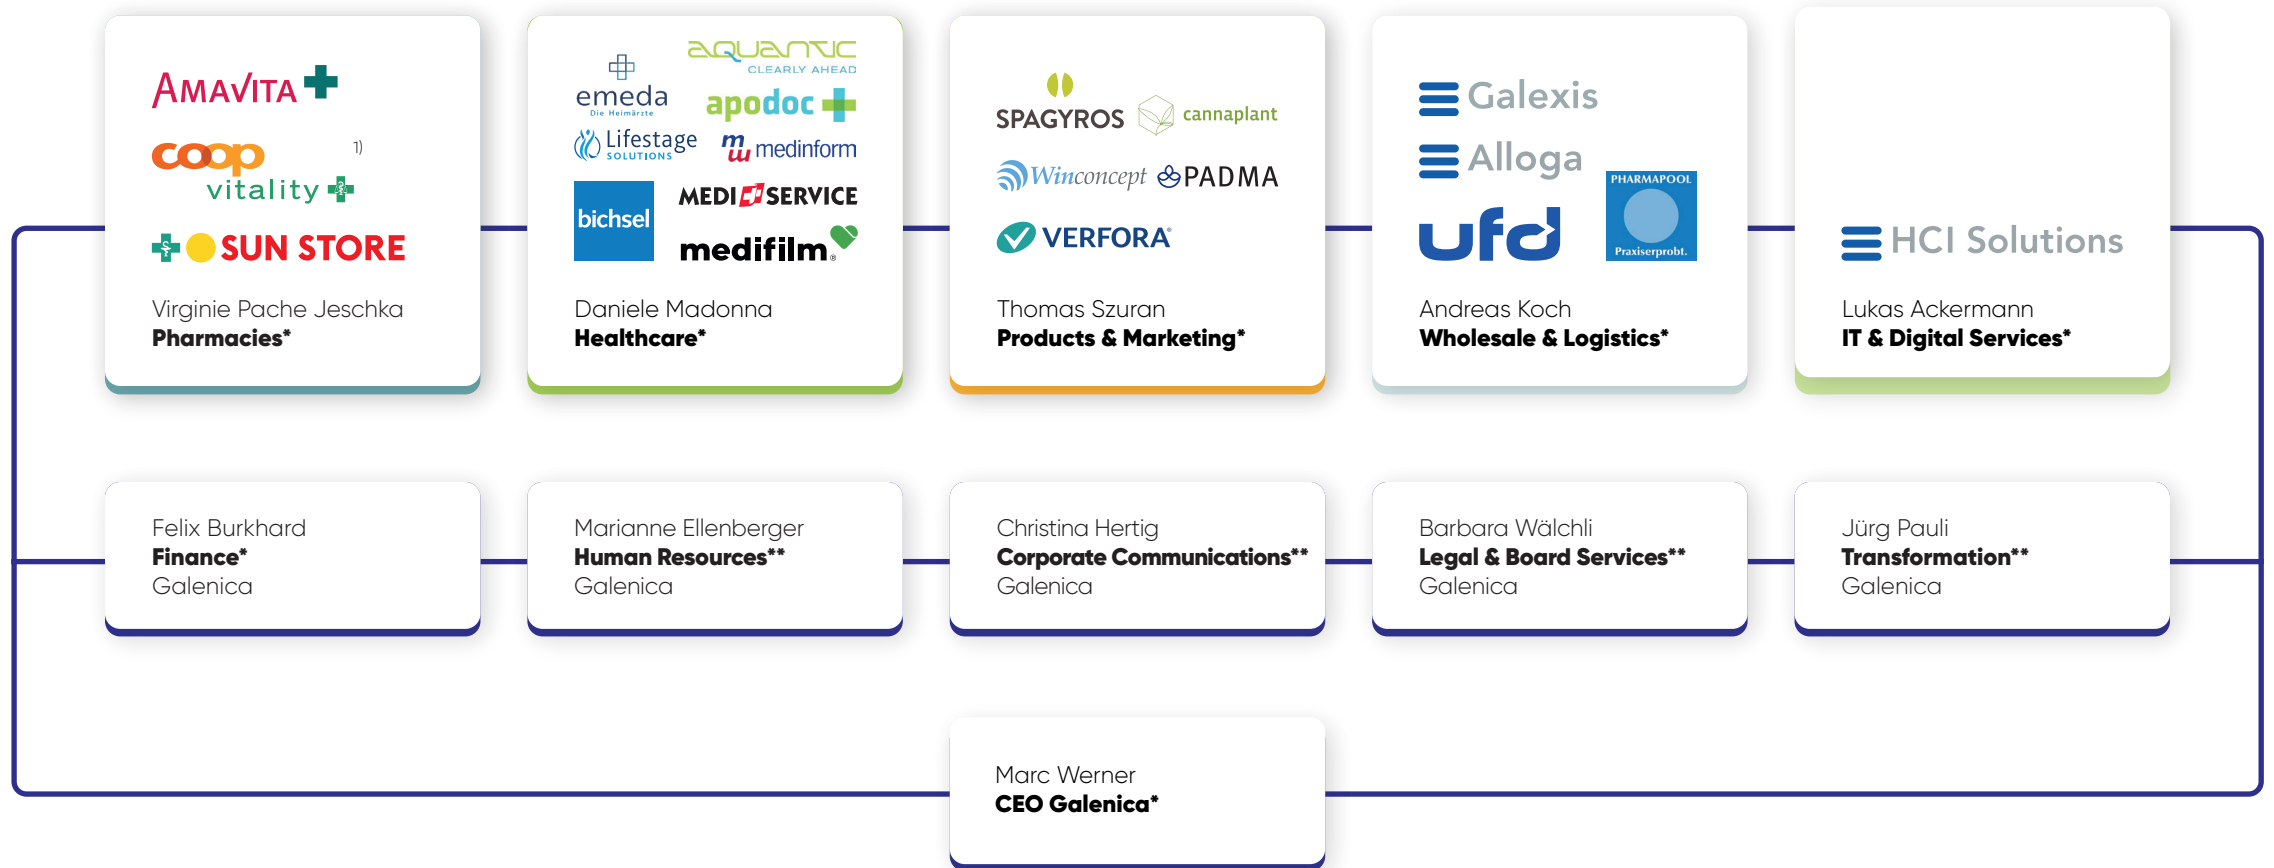 AMAVITA
coop 1)
vitality
SUN STORE
Virginie Pache Jeschka
Pharmacies*
aquantic
CLEARLY AHEAD
emeda
Die Heimärzte
apodoc
Lifestage
SOLUTIONS
medinform
bichsel
MEDI SERVICE
medifilm®
Daniele Madonna
Healthcare*
SPAGYROS
cannaplant
Winconcept
PADMA
VERFORA®
Thomas Szuran
Products & Marketing*
Galexis
Alloga
ufd
PHARMAPOOL
Praxiserprobt.
Andreas Koch
Wholesale & Logistics*
HCI Solutions
Lukas Ackermann
IT & Digital Services*
Felix Burkhard
Finance*
Galenica
Marianne Ellenberger
Human Resources**
Galenica
Christina Hertig
Corporate Communications**
Galenica
Barbara Wälchli
Legal & Board Services**
Galenica
Jürg Pauli
Transformation**
Galenica
Marc Werner
CEO Galenica*